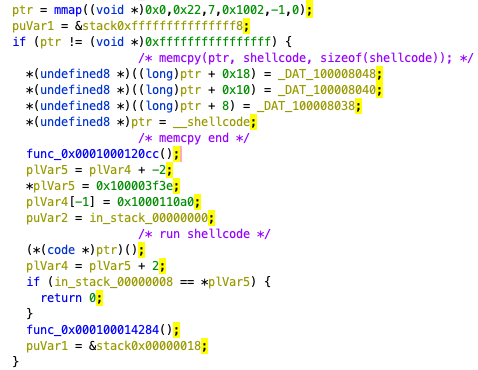 ptr = mmap((void *)0x0,0x22,7,0x1002,-1,0);
puVar1 = &stack0xfffffffffffffff8;
if (ptr != (void *)0xffffffffffffffff) {
/* memcpy(ptr, shellcode, sizeof(shellcode)); */
*(undefined8 *)((long)ptr + 0x18) = _DAT_100008048;
*(undefined8 *)((long)ptr + 0x10) = _DAT_100008040;
*(undefined8 *)((long)ptr + 8) = _DAT_100008038;
*(undefined8 *)ptr = __shellcode;
/* memcpy end */
func_0x0001000120cc();
plVar5 = plVar4 + -2;
*plVar5 = 0x100003f3e;
plVar4[-1] = 0x1000110a0;
puVar2 = in_stack_00000000;
/* run shellcode */
(*(code *)ptr)();
plVar4 = plVar5 + 2;
if (in_stack_00000008 == *plVar5) {
return 0;
}
func_0x000100014284();
puVar1 = &stack0x00000018;
}